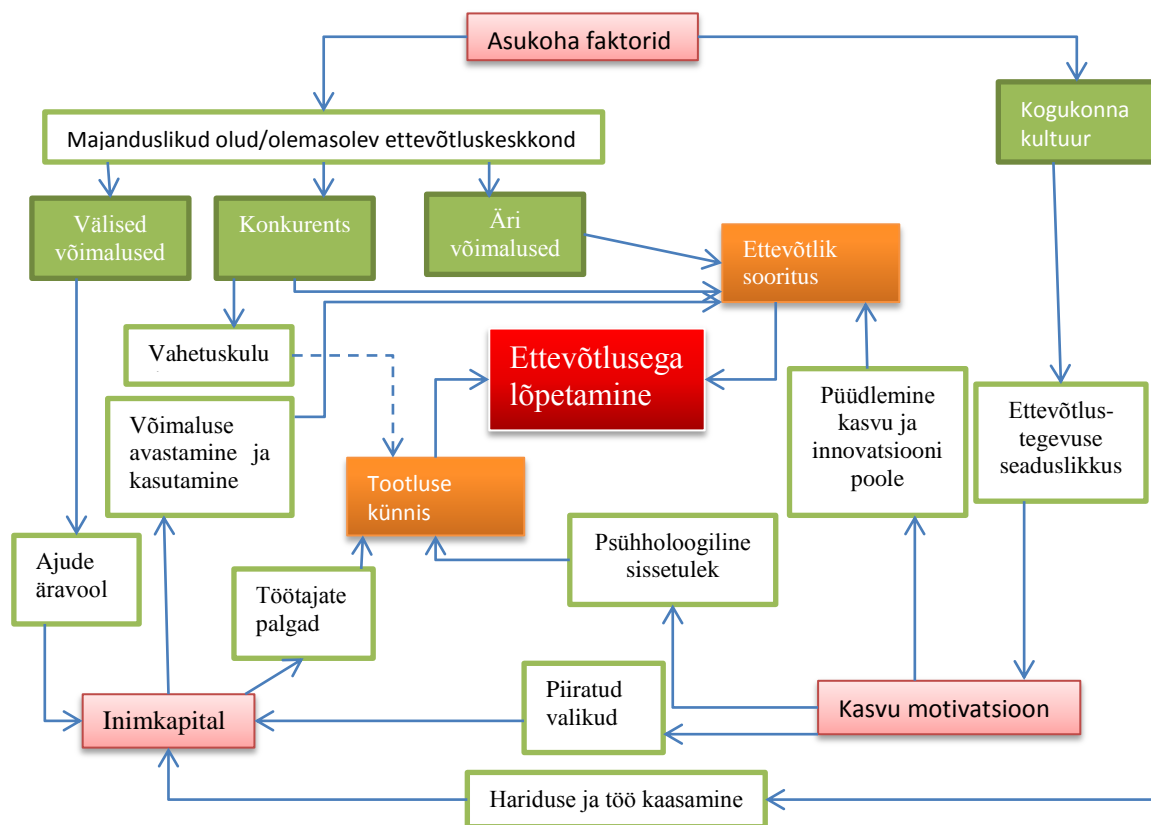 Asukoha faktorid
Majanduslikud olud/olemasolev ettevõtluskeskkond
Kogukonna
kultuur
Välised
võimalused
Konkurents
Äri
võimalused
Ettevõtlik
sooritus
Vahetuskulu
Ettevõtlusega
lõpetamine
Võimaluse
avastamine ja
kasutamine
Püüdlemine
kasvu ja
innovatsiooni
poole
Ettevõtlus-
tegevuse
seaduslikkus
Tootluse
künnis
Ajude
äravool
Töötajate
palgad
Psühholoogiline
sissetulek
Inimkapital
Piiratud
valikud
Kasvu motivatsioon
Hariduse ja töö kaasamine